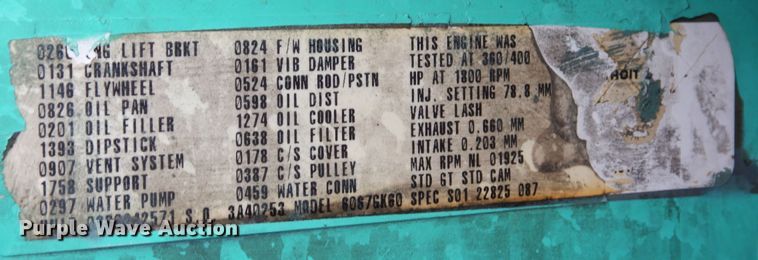 LIFT BRKT
0131 CRANKSHAFT
1146 FLYWHEEL
0826 OIL PAN
0201 OIL FILLER
1393 DIPSTICK
0907 VENT SYSTEM
1758 SUPPORT
0297 WATER PUMP
0824 F/W HOUSING
0161 VIB DAMPER
0524 CONN ROD/PSTN
0598 OIL DIST
1274 OIL COOLER
0638 OIL FILTER
0178 C/S COVER
0387 C/S PULLEY
0459 WATER CONN
THIS ENGINE WAS
TESTED AT 360/400
HP AT 1800 RPM
INJ. SETTING 78.8 MM
VALVE LASH
EXHAUST 0.660 MM
INTAKE 0.203 MM
MAX RPM NL 01925
STD GT STD CAM
S.O. 3A40253 MODEL 6067GK60 SPEC S01 22825 087
Purple Wave Auction